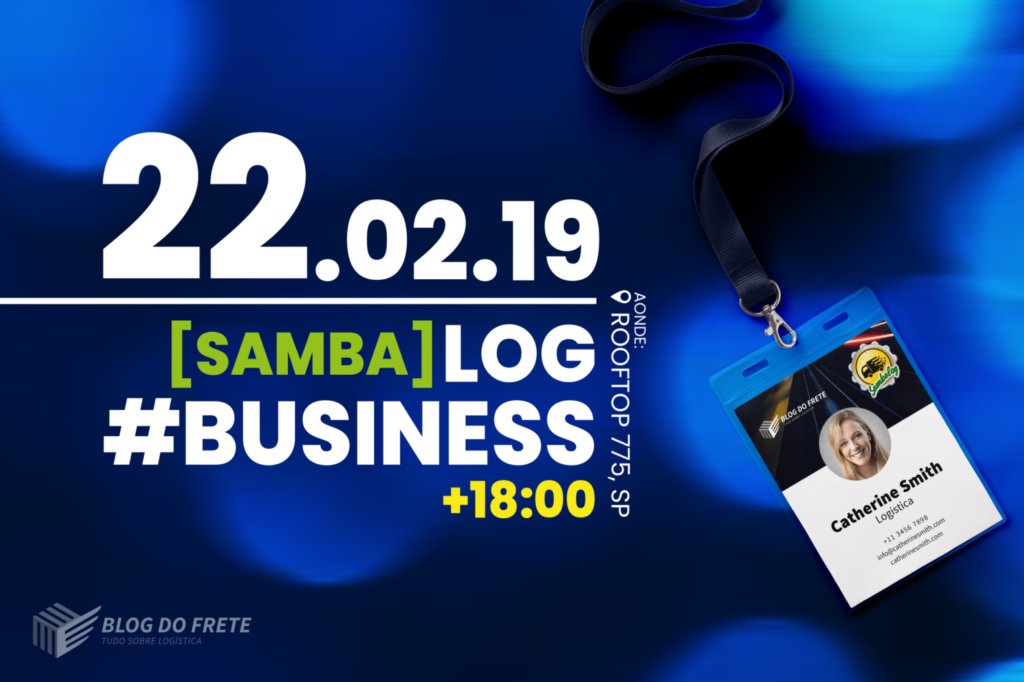 22.02.19
[SAMBA]LOG
#BUSINESS
+18:00
AONDE:
ROOFTOP 775, SP
BLOG DO FRETE
Sambalog
Catherine Smith
Logística
+11 3456 7898
info@catherinesmith.com
catherinesmith.com
BLOG DO FRETE
TUDO SOBRE LOGÍSTICA